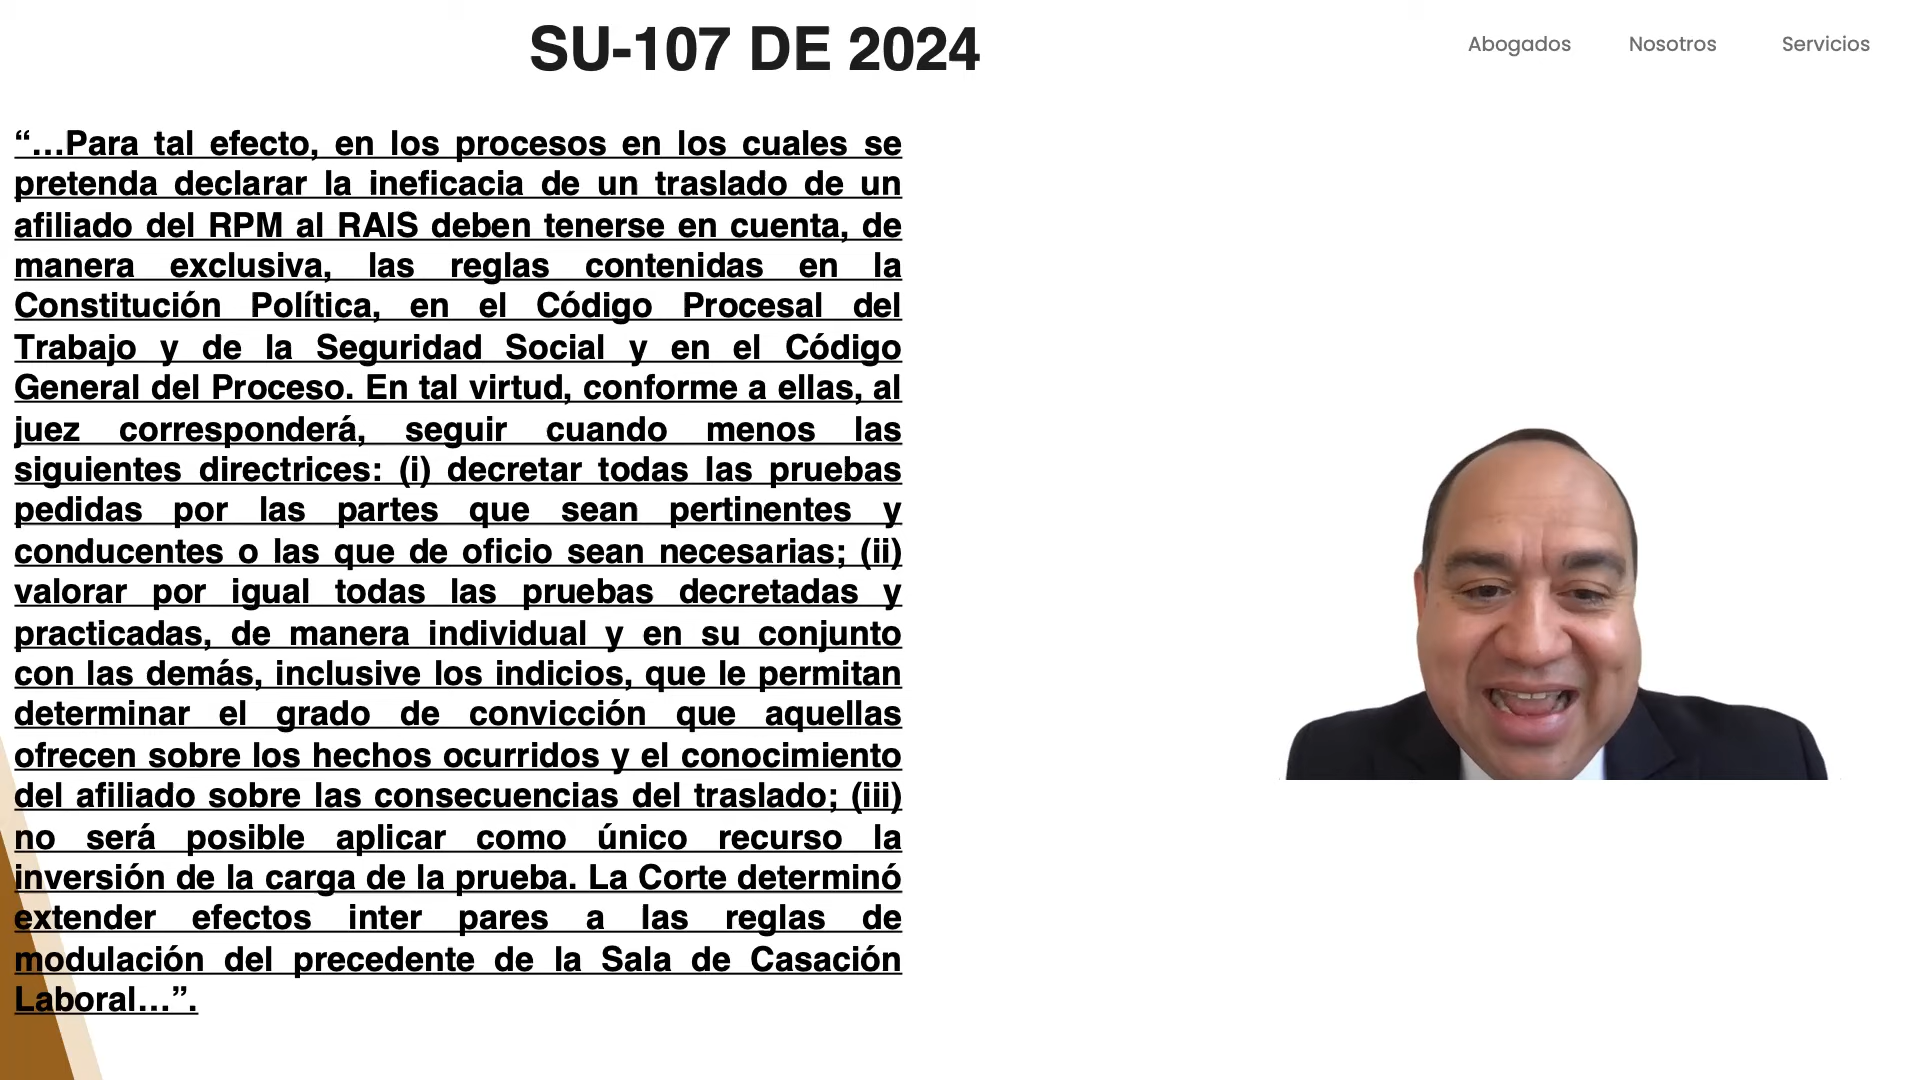 SU-107 DE 2024
Abogados Nosotros Servicios
“…Para tal efecto, en los procesos en los cuales se
pretenda declarar la ineficacia de un traslado de un
afiliado del RPM al RAIS deben tenerse en cuenta, de
manera exclusiva, las reglas contenidas en la
Constitución Política, en el Código Procesal del
Trabajo y de la Seguridad Social y en el Código
General del Proceso. En tal virtud, conforme a ellas, al
juez corresponderá, seguir cuando menos las
siguientes directrices: (i) decretar todas las pruebas
pedidas por las partes que sean pertinentes y
conducentes o las que de oficio sean necesarias; (ii)
valorar por igual todas las pruebas decretadas y
practicadas, de manera individual y en su conjunto
con las demás, inclusive los indicios, que le permitan
determinar el grado de convicción que aquellas
ofrecen sobre los hechos ocurridos y el conocimiento
del afiliado sobre las consecuencias del traslado; (iii)
no será posible aplicar como único recurso la
inversión de la carga de la prueba. La Corte determinó
extender efectos inter pares a las reglas de
modulación del precedente de la Sala de Casación
Laboral…”.